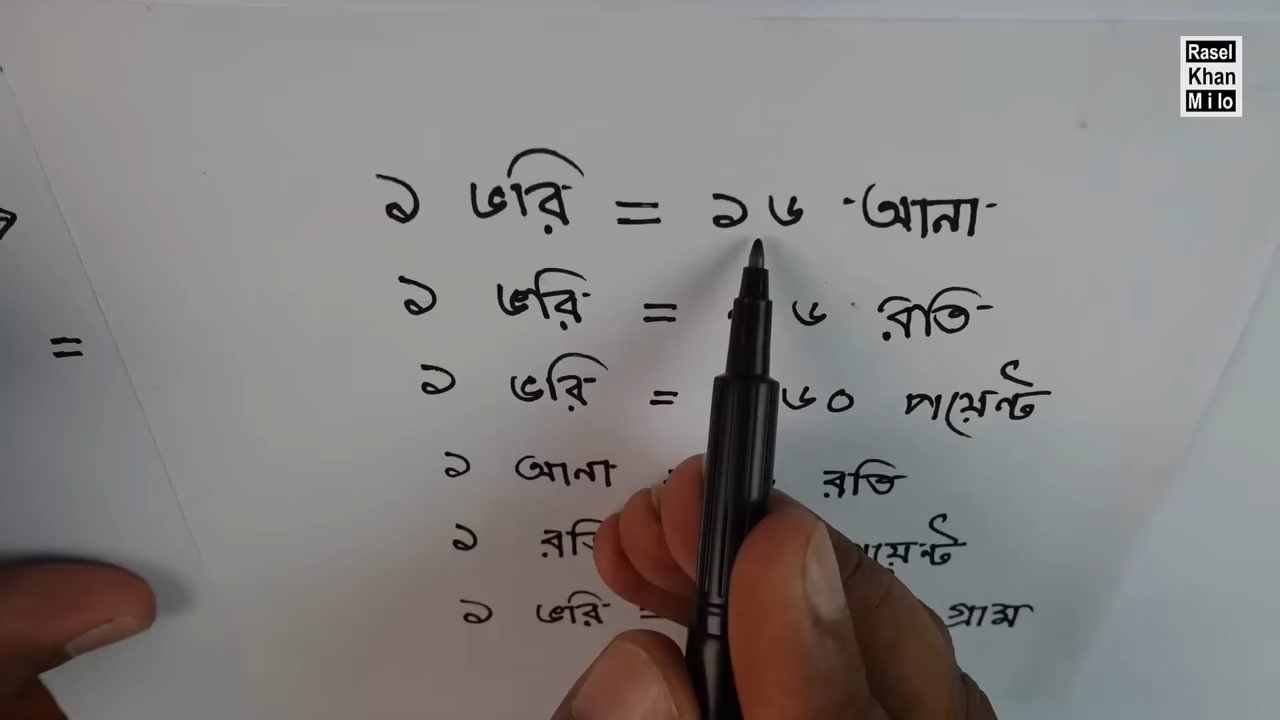 ১ ভরি = ১৬ আনা
১ ভরি = ৬ রতি
১ ভরি = ৬০ পয়েন্ট
১ আনা রতি
১
১ ভরি = গ্রাম
=
Rasel
Khan
Milo